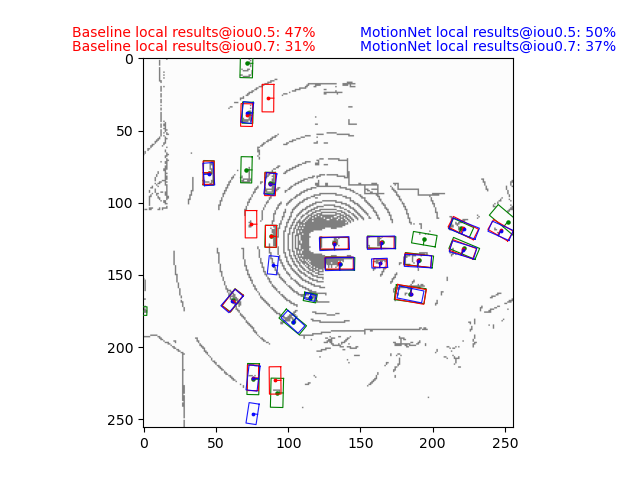 Baseline local results@iou0.5: 47% MotionNet local results@iou0.5: 50%
Baseline local results@iou0.7: 31% MotionNet local results@iou0.7: 37%
0
50
100
150
200
250
0 50 100 150 200 250